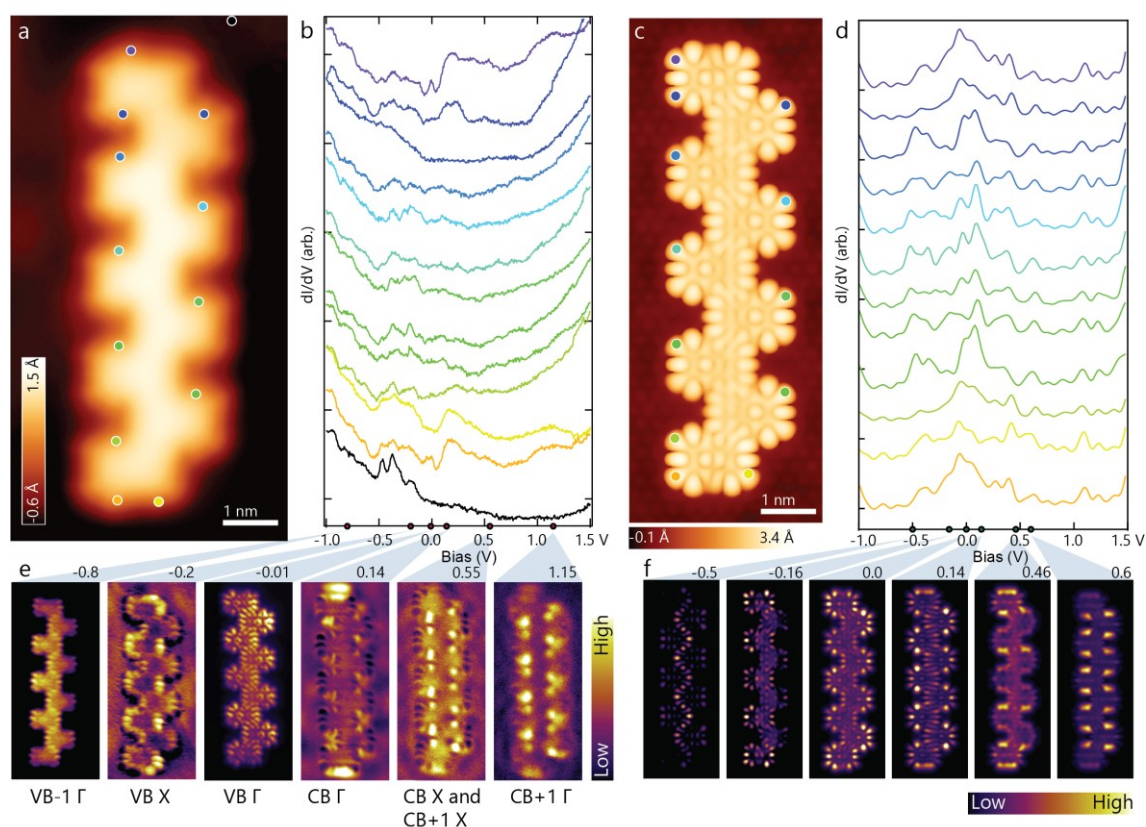 a
b
c
d
1.5 Å
-0.6 Å
1 nm
dI/dV (arb.)
-1.0 -0.5 0.0 0.5 1.0 1.5 V
Bias (V)
1 nm
-0.1 Å 3.4 Å
dI/dV (arb.)
-1.0 -0.5 0.0 0.5 1.0 1.5 V
Bias (V)
e
-0.8 -0.2 -0.01 0.14 0.55 1.15
High
Low
VB-1 Γ VB X VB Γ CB Γ CB X and CB+1 Γ
CB+1 X
f
-0.5 -0.16 0.0 0.14 0.46 0.6
Low High